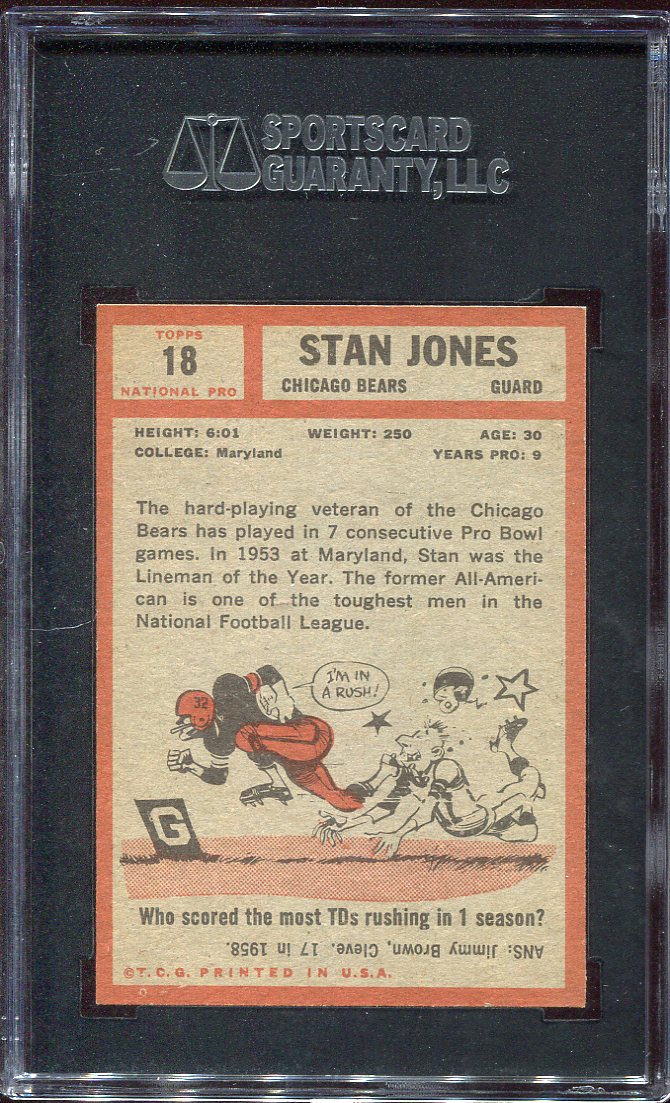 SPORTSCARD
GUARANTY, LLC
TOPPS
18
NATIONAL PRO
STAN JONES
CHICAGO BEARS GUARD
HEIGHT: 6:01 WEIGHT: 250 AGE: 30
COLLEGE: Maryland YEARS PRO: 9
The hard-playing veteran of the Chicago
Bears has played in 7 consecutive Pro Bowl
games. In 1953 at Maryland, Stan was the
Lineman of the Year. The former All-Ameri-
can is one of the toughest men in the
National Football League.
I'M IN
A RUSH!
32
G
Who scored the most TDs rushing in 1 season?
ANS: Jimmy Brown, Cleve. 17 in 1958.
©T.C.G. PRINTED IN U.S.A.